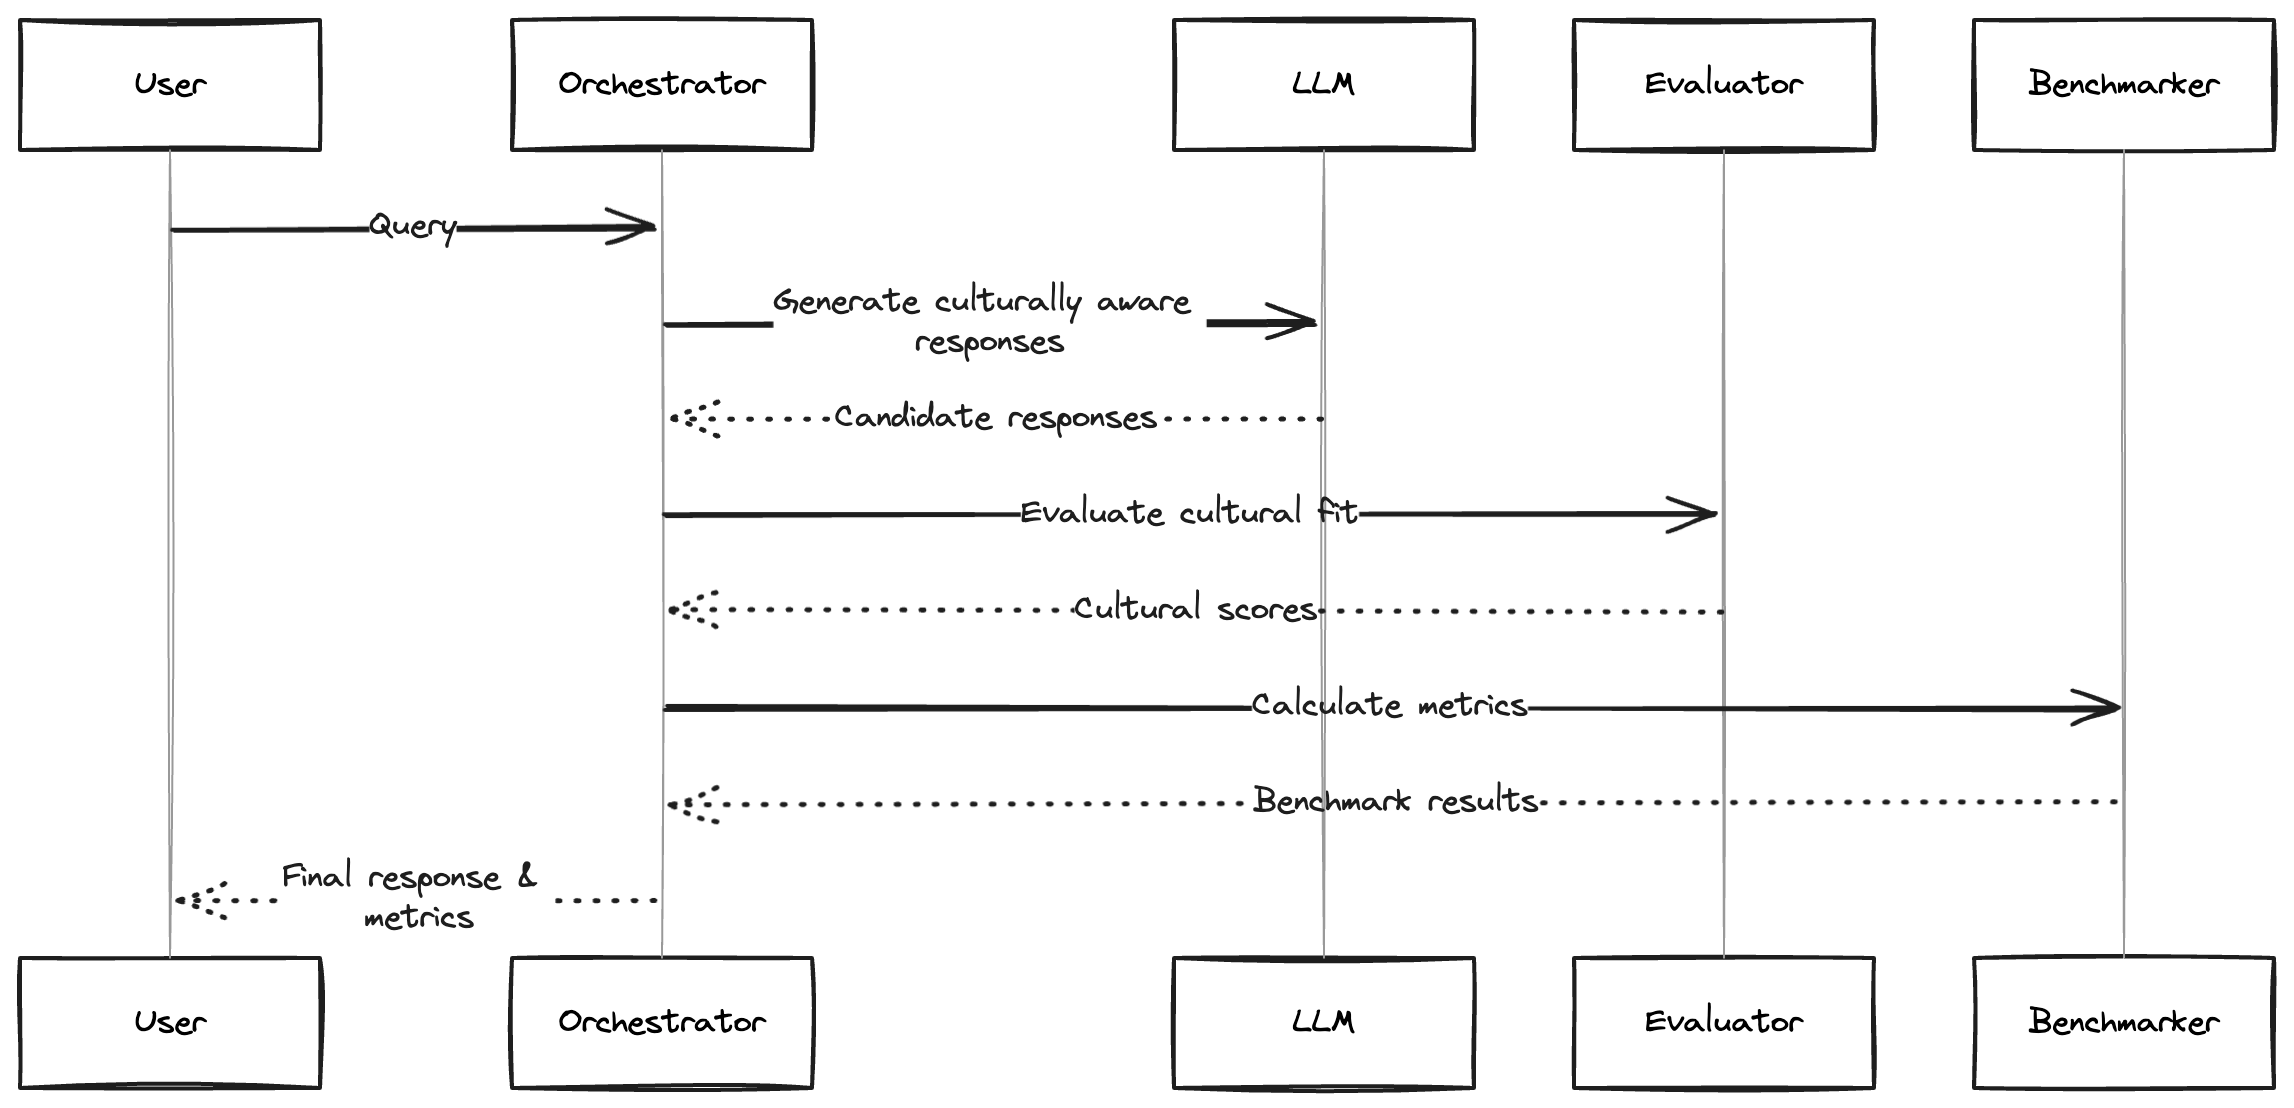 User
Orchestrator
LLM
Evaluator
Benchmarker
Query
Generate culturally aware
responses
Candidate responses
Evaluate cultural fit
Cultural scores
Calculate metrics
Benchmark results
Final response &
metrics
User
Orchestrator
LLM
Evaluator
Benchmarker